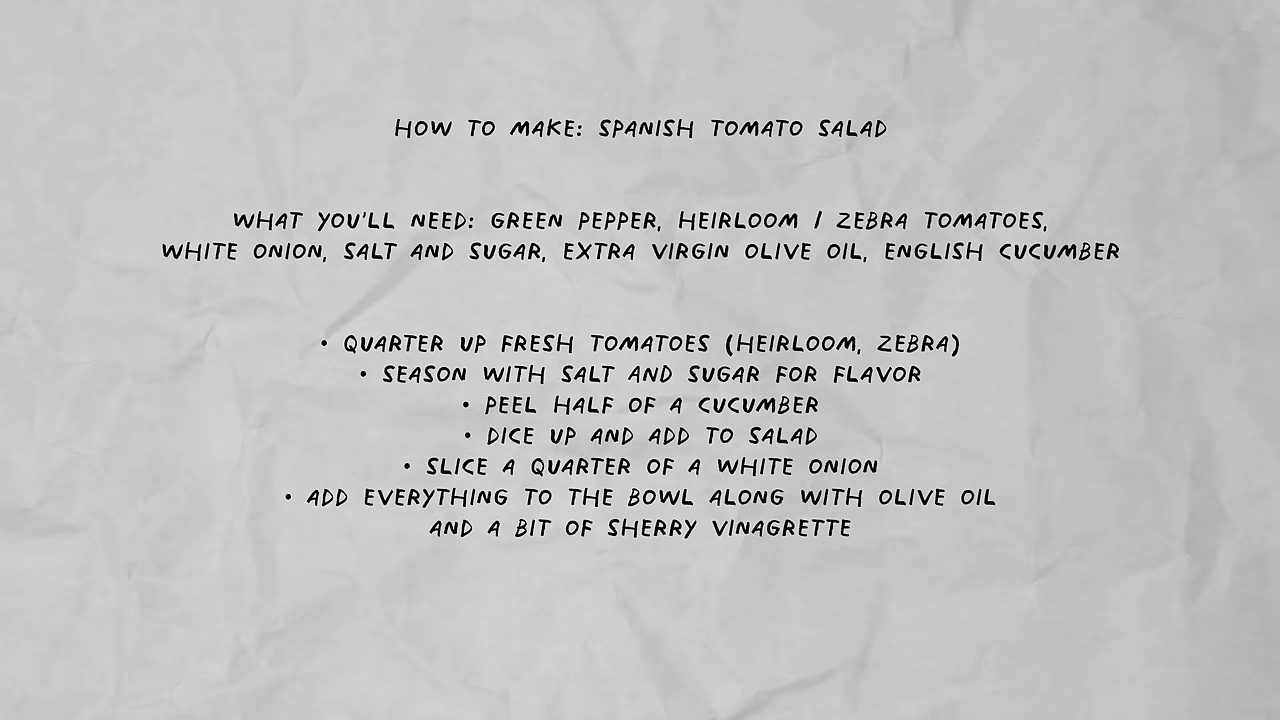 HOW TO MAKE: SPANISH TOMATO SALAD
WHAT YOU'LL NEED: GREEN PEPPER, HEIRLOOM / ZEBRA TOMATOES,
WHITE ONION, SALT AND SUGAR, EXTRA VIRGIN OLIVE OIL, ENGLISH CUCUMBER
• QUARTER UP FRESH TOMATOES (HEIRLOOM, ZEBRA)
• SEASON WITH SALT AND SUGAR FOR FLAVOR
• PEEL HALF OF A CUCUMBER
• DICE UP AND ADD TO SALAD
• SLICE A QUARTER OF A WHITE ONION
• ADD EVERYTHING TO THE BOWL ALONG WITH OLIVE OIL
AND A BIT OF SHERRY VINAGRETTE